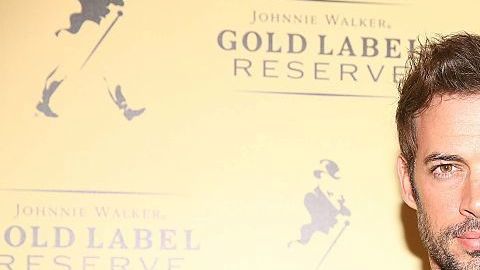 JOHNNIE WALKER®
GOLD LABEL
RESERVE
JOHNNIE WALKER
GOLD LABEL
RESERVE